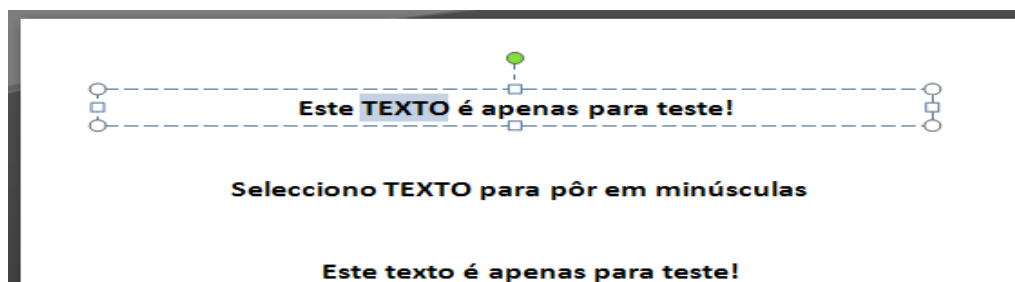 Este TEXTO é apenas para teste!
Selecciono TEXTO para pôr em minúsculas
Este texto é apenas para teste!